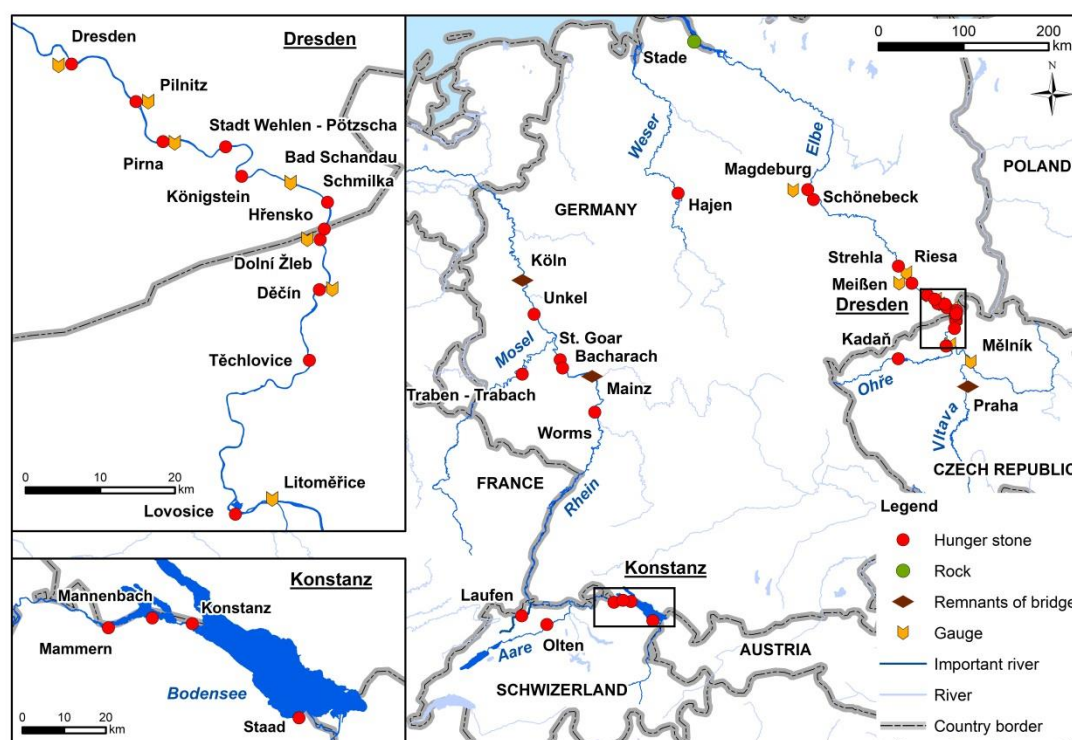 Dresden
Dresden
Pilnitz
Stadt Wehlen - Pötzscha
Pirna
Bad Schandau
Königstein
Schmilka
Hřensko
Dolní Žleb
Děčín
Těchlovice
0 10 20
km
Litoměřice
Lovosice
Konstanz
Mannenbach
Konstanz
Mammern
Bodensee
Staad
0 10 20
km
0 100 200
km
N
Stade
Weser
Elbe
Magdeburg
POLAND
Schönebeck
Hajen
GERMANY
Strehla
Riesa
Köln
Meißen
Dresden
Unkel
Kadaň
Mělník
St. Goar
Mosel
Bacharach
Ohře
Mainz
Traben - Trabach
Praha
Vltava
Worms
CZECH REPUBLIC
FRANCE
Rhein
Konstanz
Laufen
Olten
Aare
AUSTRIA
SCHWIZERLAND
Legend
Hunger stone
Rock
Remnants of bridge
Gauge
Important river
River
Country border